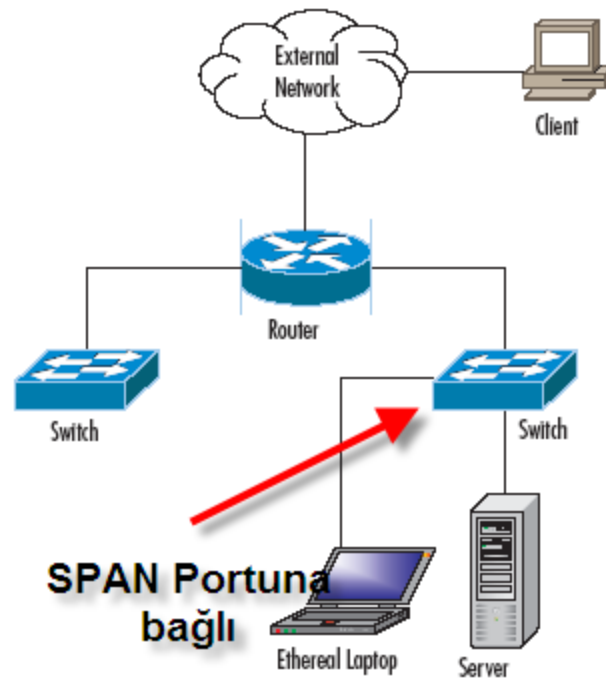 External
Network
Client
Router
Switch
Switch
SPAN Portuna
bağlı
Ethereal Laptop
Server